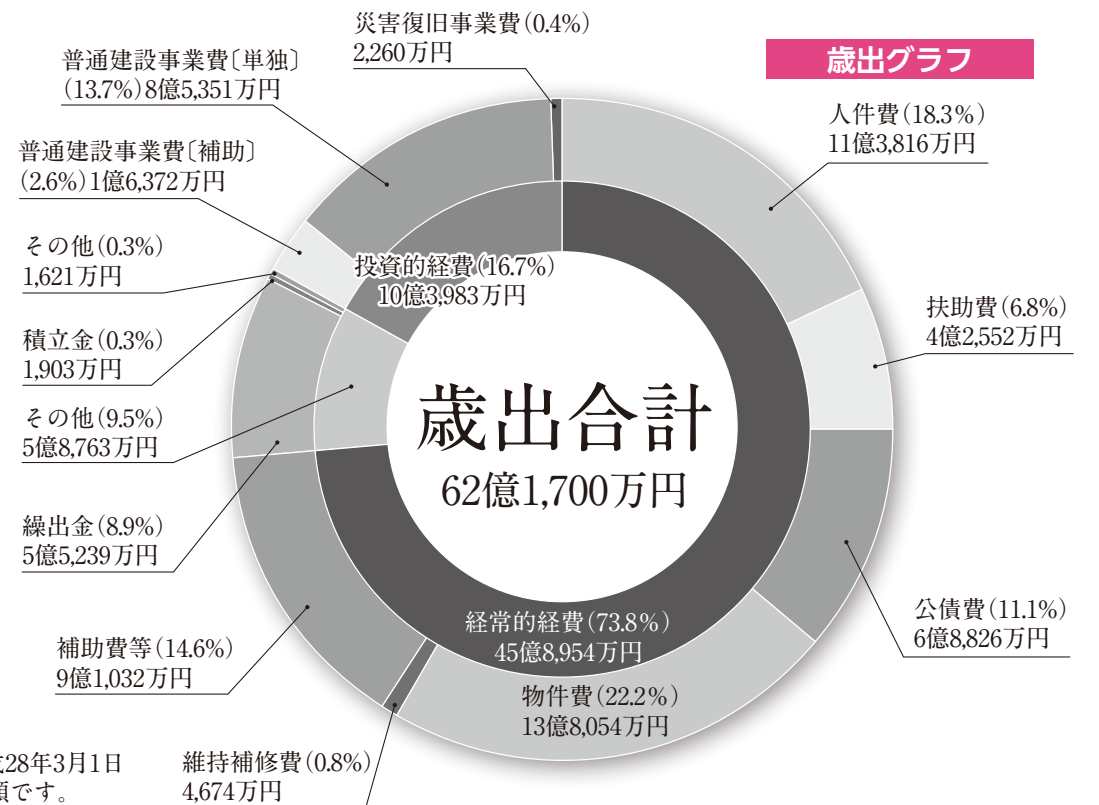 歳出グラフ
災害復旧事業費(0.4%)
2,260万円
普通建設事業費〔単独〕
(13.7%)8億5,351万円
普通建設事業費〔補助〕
(2.6%)1億6,372万円
その他(0.3%)
1,621万円
積立金(0.3%)
1,903万円
その他(9.5%)
5億8,763万円
繰出金(8.9%)
5億5,239万円
補助費等(14.6%)
9億1,032万円
維持補修費(0.8%)
4,674万円
人件費(18.3%)
11億3,816万円
扶助費(6.8%)
4億2,552万円
公債費(11.1%)
6億8,826万円
物件費(22.2%)
13億8,054万円
投資的経費(16.7%)
10億3,983万円
経常的経費(73.8%)
45億8,954万円
歳出合計
62億1,700万円
28年3月1日
です。